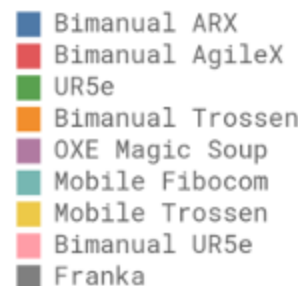 Bimanual ARX
Bimanual AgileX
UR5e
Bimanual Trossen
OXE Magic Soup
Mobile Fibocom
Mobile Trossen
Bimanual UR5e
Franka